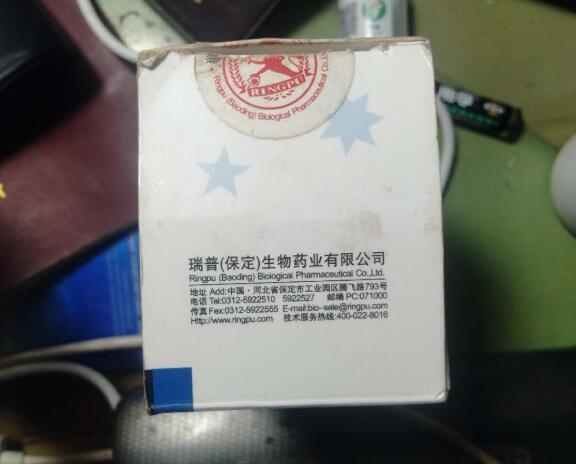 RINGPU
Ringpu (Baoding) Biological Pharmaceutical Co.,Ltd.
瑞普(保定)生物药业有限公司
Ringpu (Baoding) Biological Pharmaceutical Co.,Ltd.
地址 Add:中国·河北省保定市工业园区腾飞路793号
电话 Tel:0312-5922510 5922527 邮编 PC:071000
传真 Fex:0312-5922555 E-mail:bio--sale@ringpu.com
Http://www.ringpu.com 技术服务热线:400-022-8016